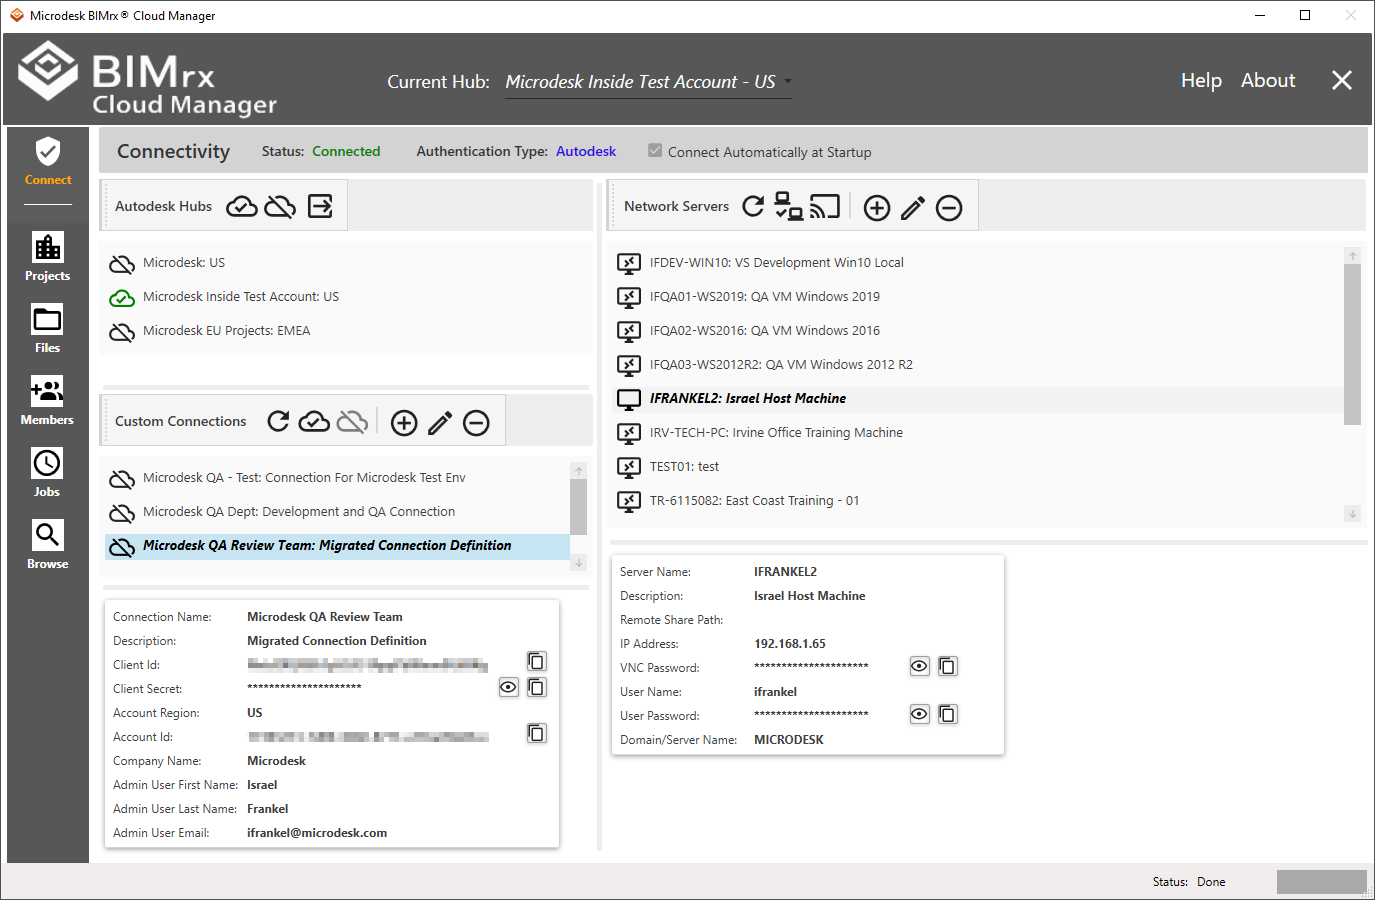 Microdesk BIMrx® Cloud Manager
BIMrx
Cloud Manager
Current Hub: Microdesk Inside Test Account - US
Help About
Connectivity Status: Connected Authentication Type: Autodesk Connect Automatically at Startup
Connect
Projects
Files
Members
Jobs
Browse
Autodesk Hubs
Microdesk: US
Microdesk Inside Test Account: US
Microdesk EU Projects: EMEA
Custom Connections
Microdesk QA - Test: Connection For Microdesk Test Env
Microdesk QA Dept: Development and QA Connection
Microdesk QA Review Team: Migrated Connection Definition
Connection Name: Microdesk QA Review Team
Description: Migrated Connection Definition
Client Id:
Client Secret: *********************
Account Region: US
Account Id:
Company Name: Microdesk
Admin User First Name: Israel
Admin User Last Name: Frankel
Admin User Email: ifrankel@microdesk.com
Network Servers
IFDEV-WIN10: VS Development Win10 Local
IFQA01-WS2019: QA VM Windows 2019
IFQA02-WS2016: QA VM Windows 2016
IFQA03-WS2012R2: QA VM Windows 2012 R2
IFRANKEL2: Israel Host Machine
IRV-TECH-PC: Irvine Office Training Machine
TEST01: test
TR-6115082: East Coast Training - 01
Server Name: IFRANKEL2
Description: Israel Host Machine
Remote Share Path:
IP Address: 192.168.1.65
VNC Password: *********************
User Name: ifrankel
User Password: *********************
Domain/Server Name: MICRODESK
Status: Done